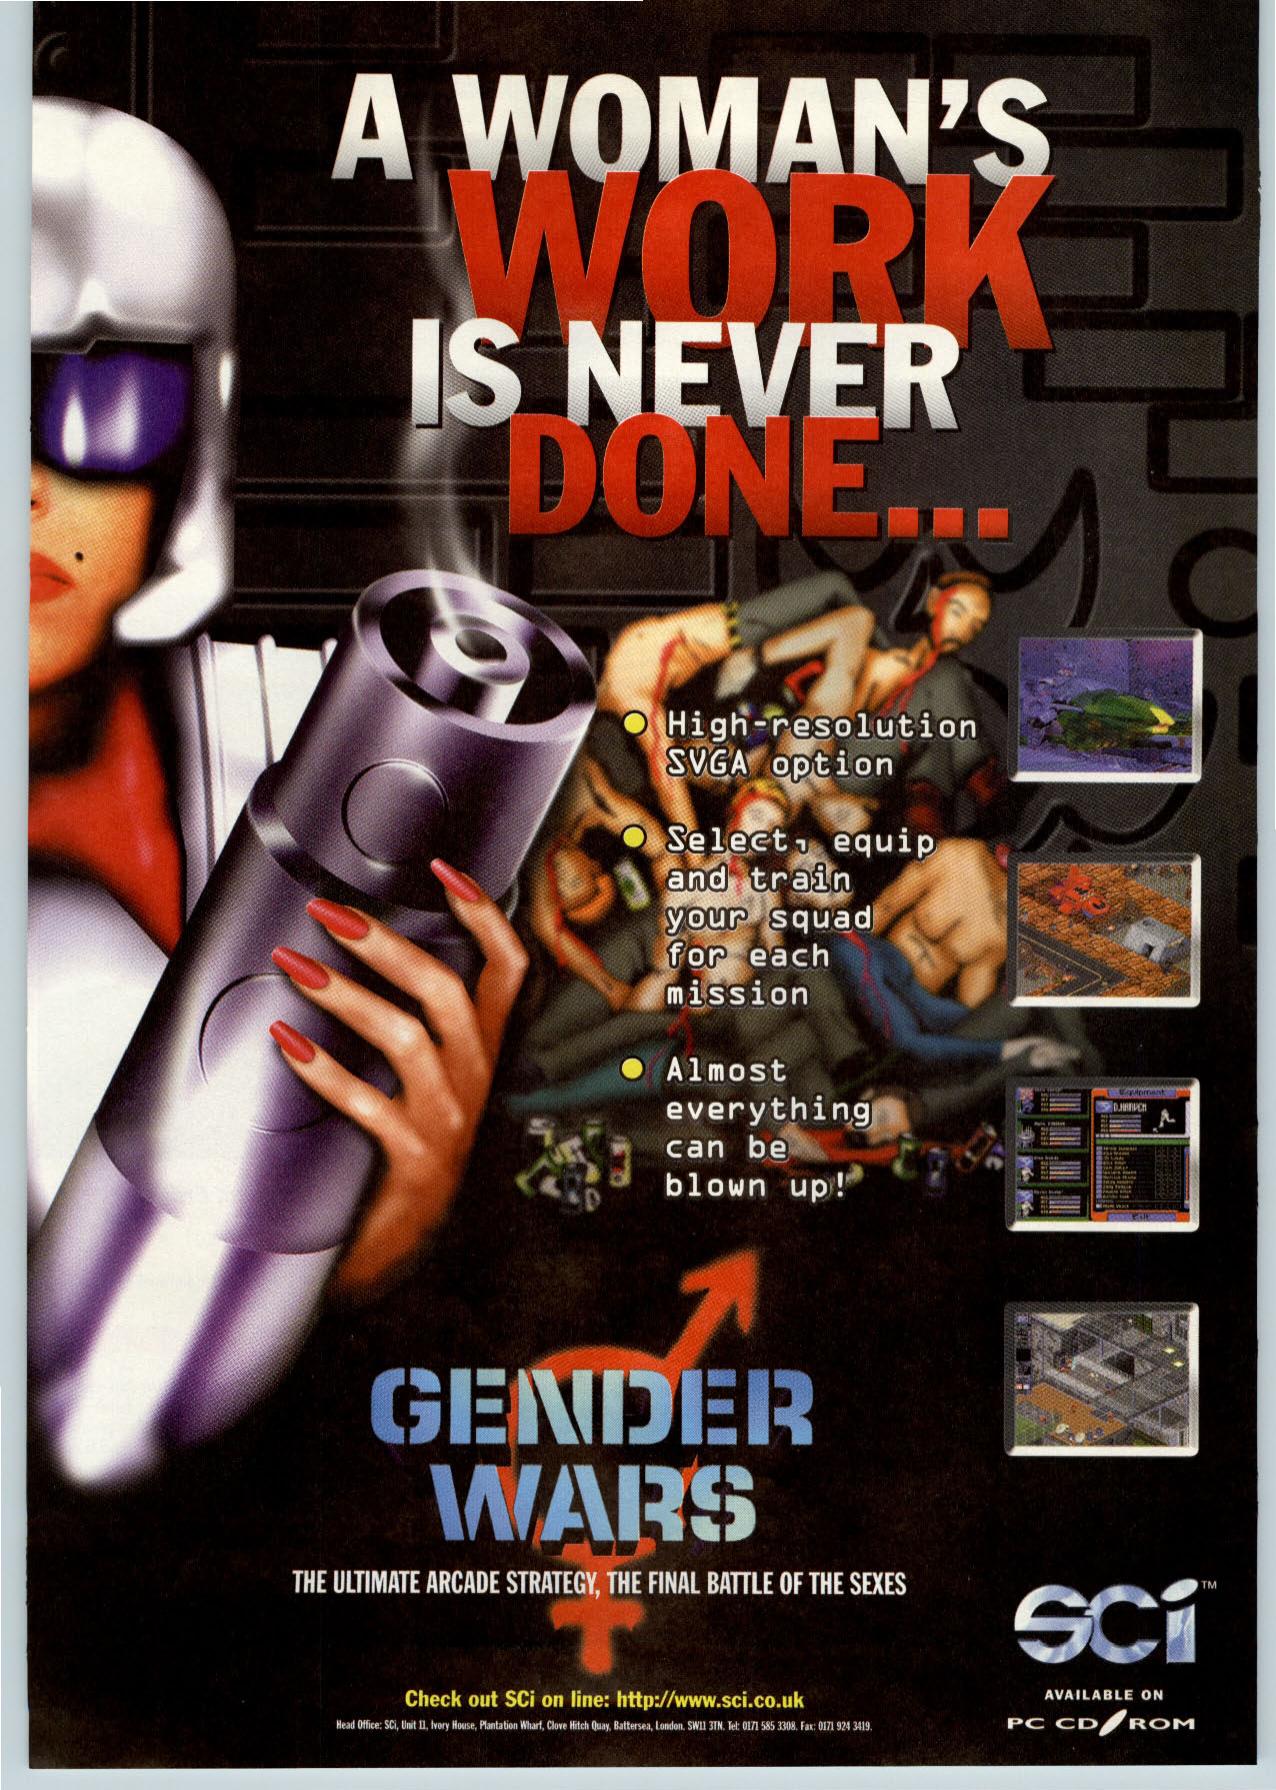 A WOMAN'S
WORK
IS NEVER
DONE...
High-resolution
SVGA option
Select, equip
and train
your squad
for each
mission
Almost
everything
can be
blown up!
Equipment
GENDER
WARS
THE ULTIMATE ARCADE STRATEGY, THE FINAL BATTLE OF THE SEXES
SCi™
AVAILABLE ON
PC CD ROM
Check out SCi on line: http://www.sci.co.uk
Head Office: SCi, Unit 11, Ivory House, Plantation Wharf, Clove Hitch Quay, Battersea, London. SW11 3TN. Tel: 0171 585 3308. Fax: 0171 924 3419.